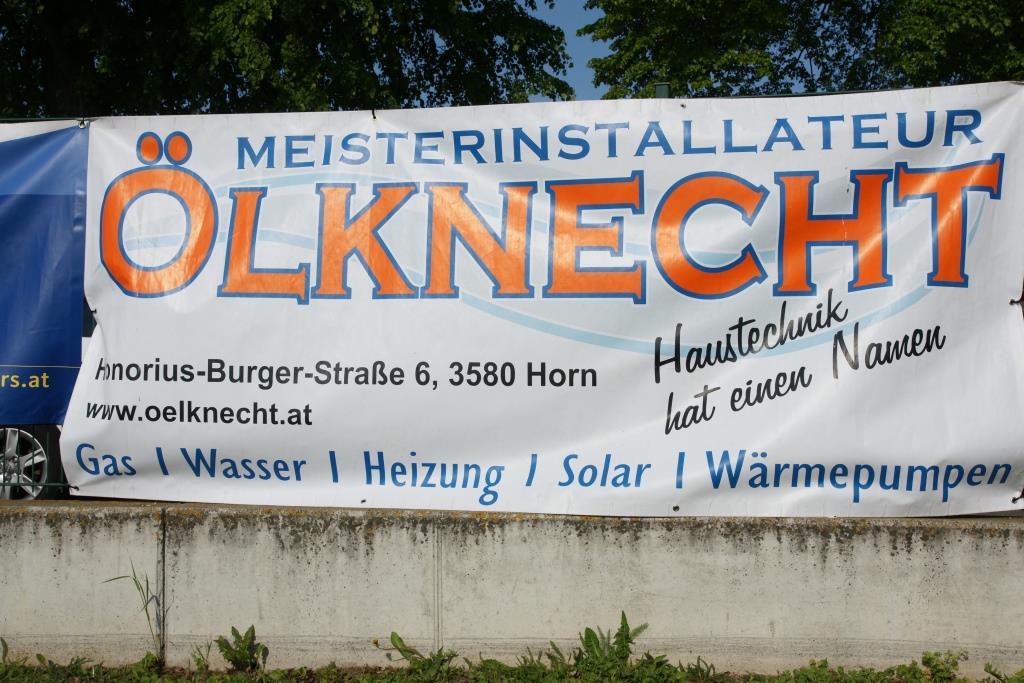 MEISTERINSTALLATEUR
ÖLKNECHT
Haustechnik
hat einen Namen
Honorius-Burger-Straße 6, 3580 Horn
www.oelknecht.at
Gas | Wasser | Heizung | Solar | Wärmepumpen
rs.at